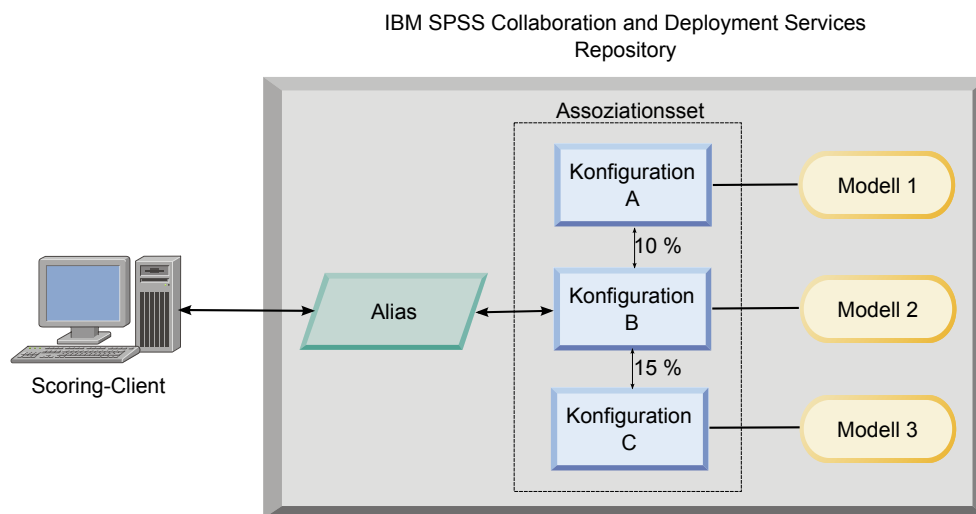 IBM SPSS Collaboration and Deployment Services
Repository
Assoziationsset
Konfiguration
A
Modell 1
10 %
Scoring-Client
Alias
Konfiguration
B
Modell 2
15 %
Konfiguration
C
Modell 3